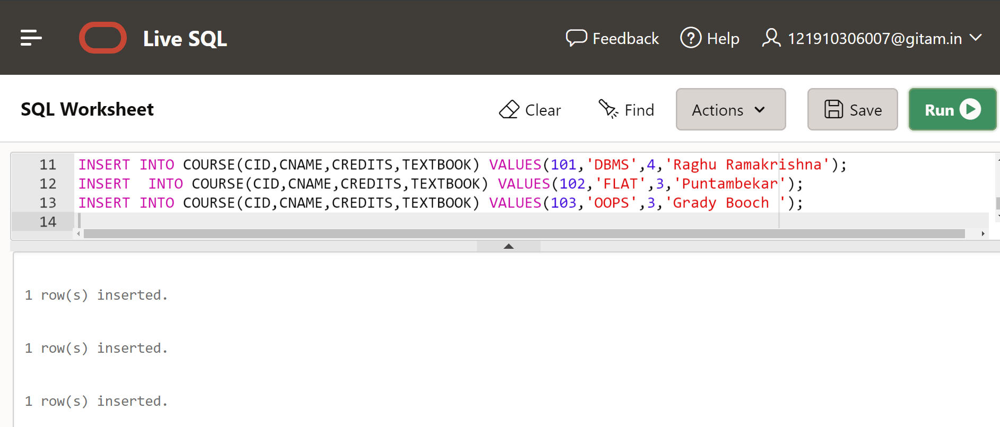 Live SQL Feedback Help 121910306007@gitam.in
SQL Worksheet Clear Find Actions Save Run
11 INSERT INTO COURSE(CID,CNAME,CREDITS,TEXTBOOK) VALUES(101,'DBMS',4,'Raghu Ramakrishna');
12 INSERT  INTO COURSE(CID,CNAME,CREDITS,TEXTBOOK) VALUES(102,'FLAT',3,'Puntambekar');
13 INSERT INTO COURSE(CID,CNAME,CREDITS,TEXTBOOK) VALUES(103,'OOPS',3,'Grady Booch ');
14
1 row(s) inserted.
1 row(s) inserted.
1 row(s) inserted.